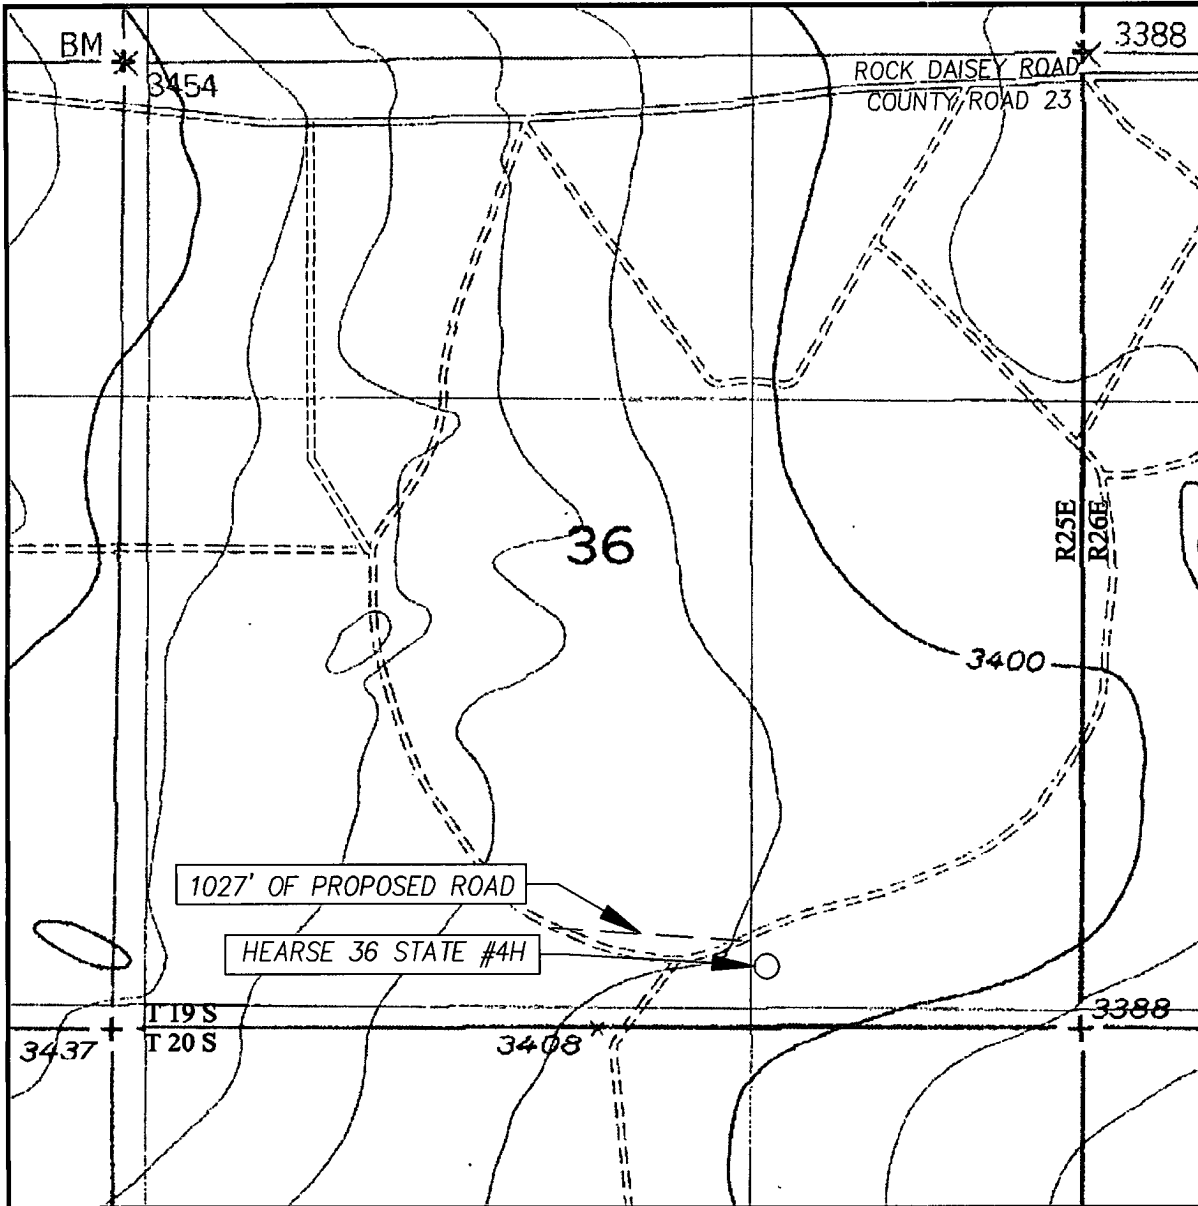 BM
3454
3388
ROCK DAISEY ROAD
COUNTY ROAD 23
36
R25E
R26E
3400
1027' OF PROPOSED ROAD
HEARSE 36 STATE #4H
T 19 S
T 20 S
3437
3408
3388